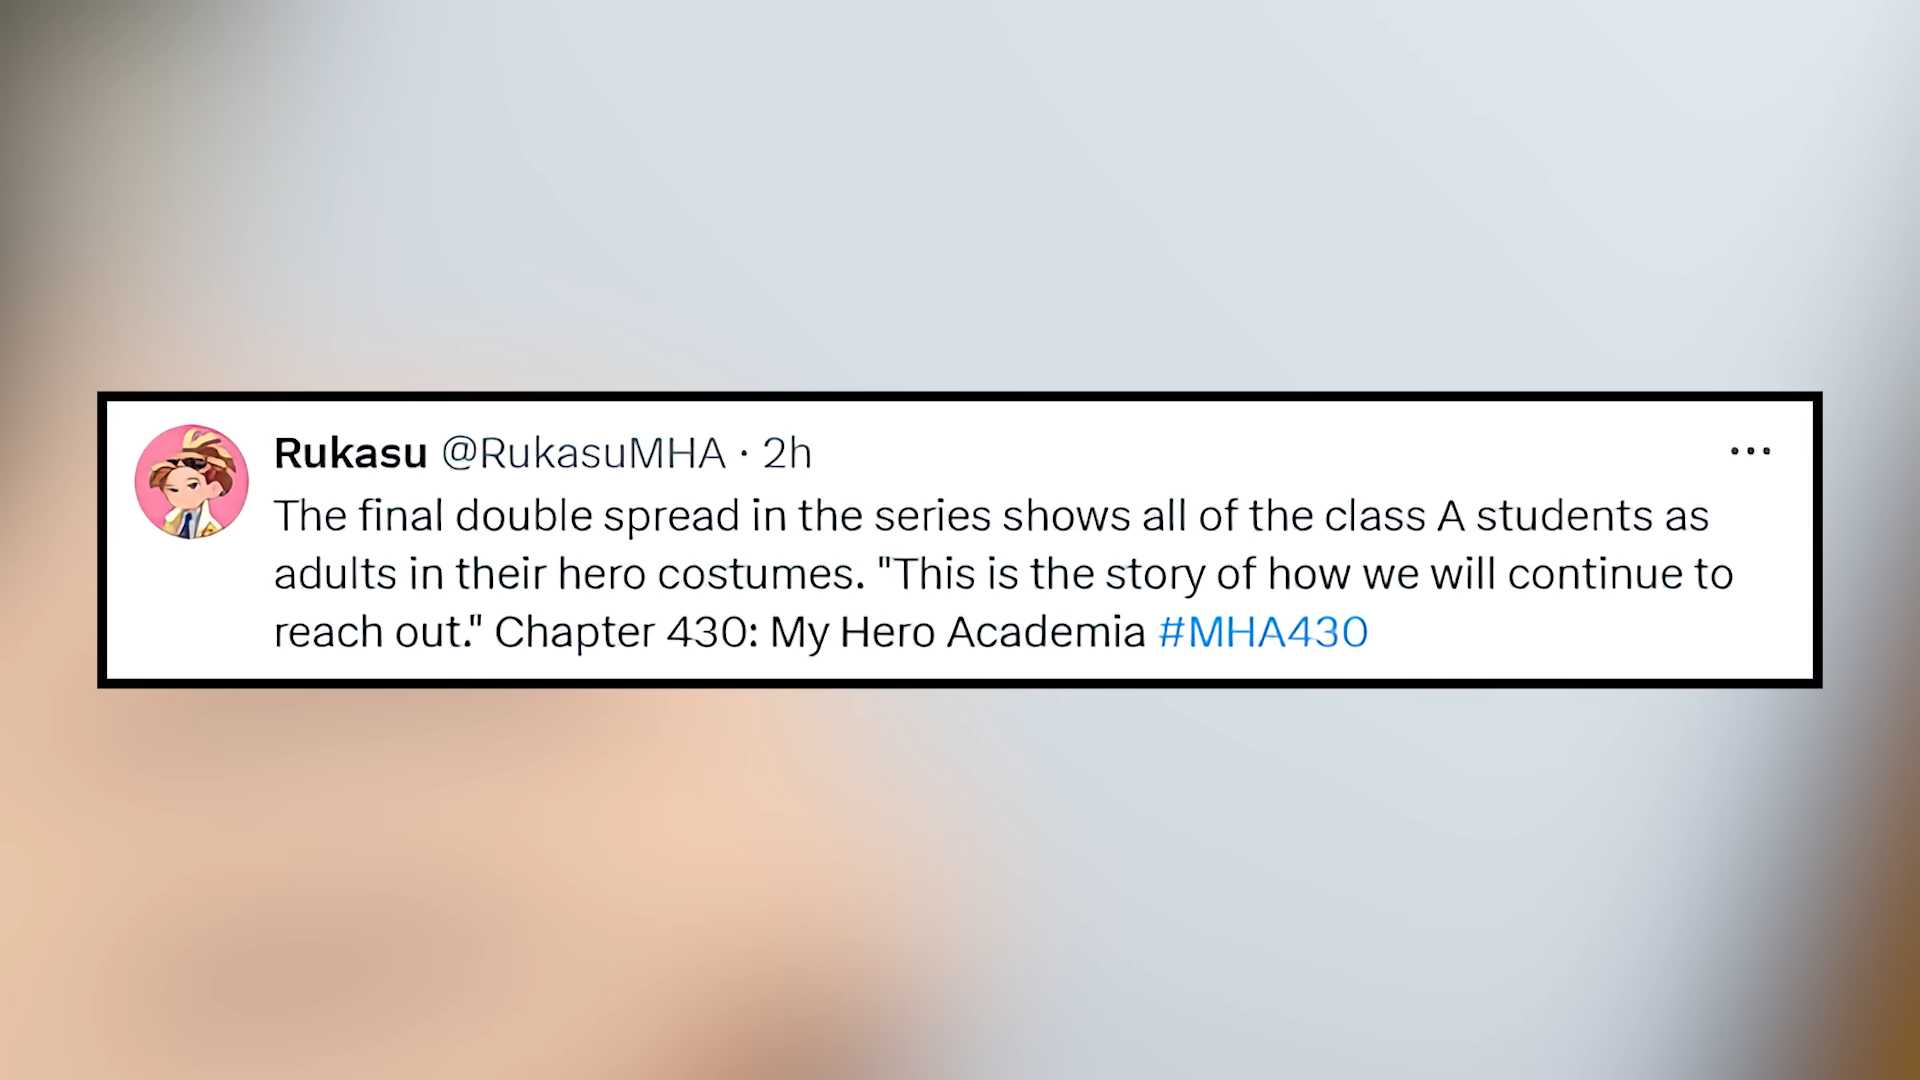 Rukasu @RukasuMHA · 2h
The final double spread in the series shows all of the class A students as
adults in their hero costumes. "This is the story of how we will continue to
reach out." Chapter 430: My Hero Academia #MHA430